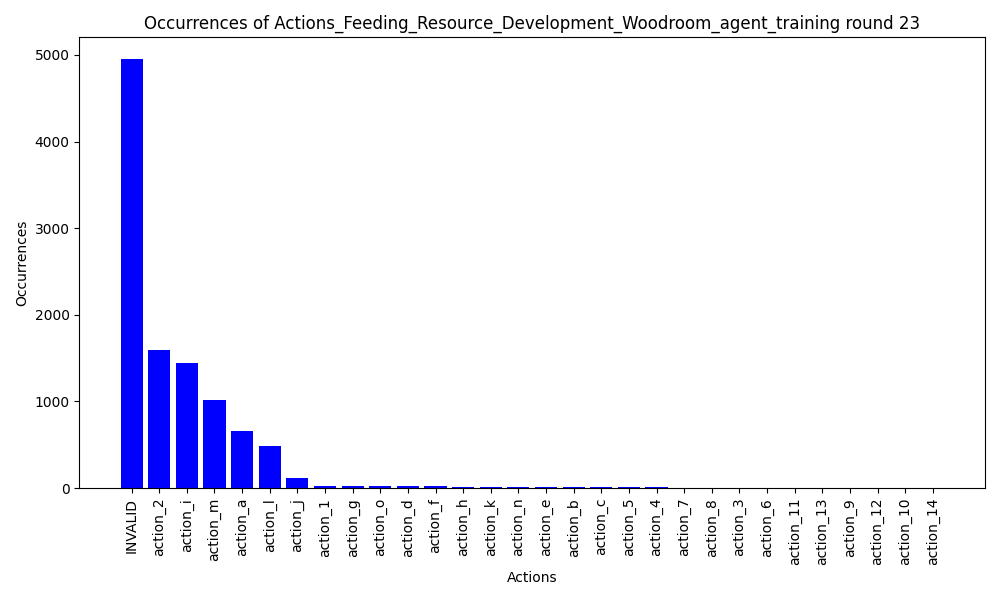 Occurrences of Actions_Feeding_Resource_Development_Woodroom_agent_training round 23
Occurrences
5000
4000
3000
2000
1000
0
INVALID
action_2
action_i
action_m
action_a
action_l
action_j
action_1
action_g
action_o
action_d
action_f
action_h
action_k
action_n
action_e
action_b
action_c
action_5
action_4
action_7
action_8
action_3
action_6
action_11
action_13
action_9
action_12
action_10
action_14
Actions